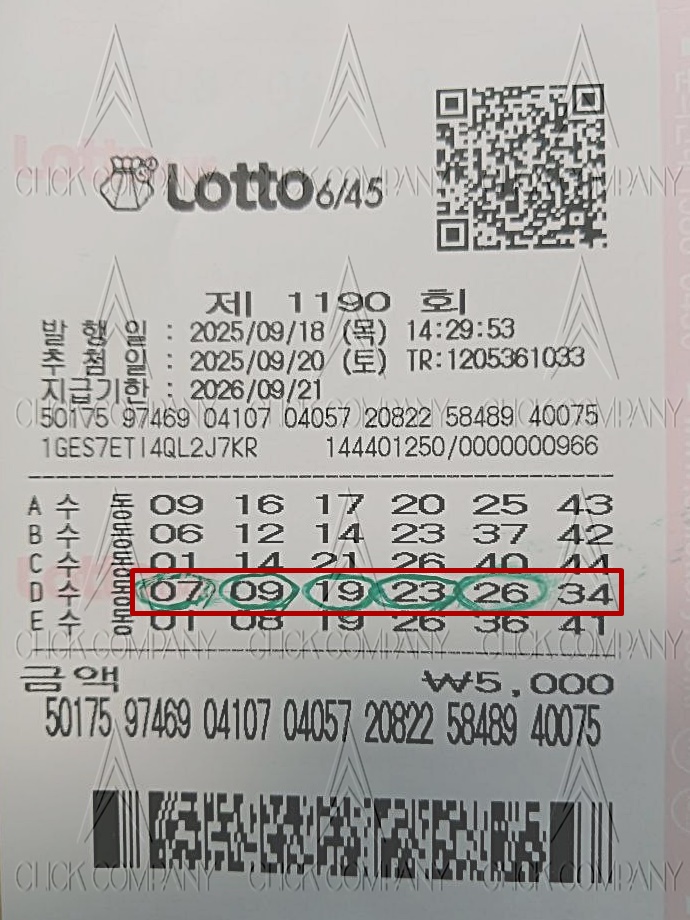 Lotto 6/45
제 1190 회
발 행 일 : 2025/09/18 (목) 14:29:53
추 첨 일 : 2025/09/20 (토) TR:1205361033
지급기한 : 2026/09/21
50175 97469 04107 04057 20822 58489 40075
1GES7ETI4QL2J7KR 144401250/0000000966
A 수 동 09 16 17 20 25 43
B 수 동 06 12 14 23 37 42
C 수 동 01 14 21 26 40 44
D 수 동 07 09 19 23 26 34
E 수 동 01 08 19 26 36 41
금액 ₩5,000
50175 97469 04107 04057 20822 58489 40075
CLICK COMPANY